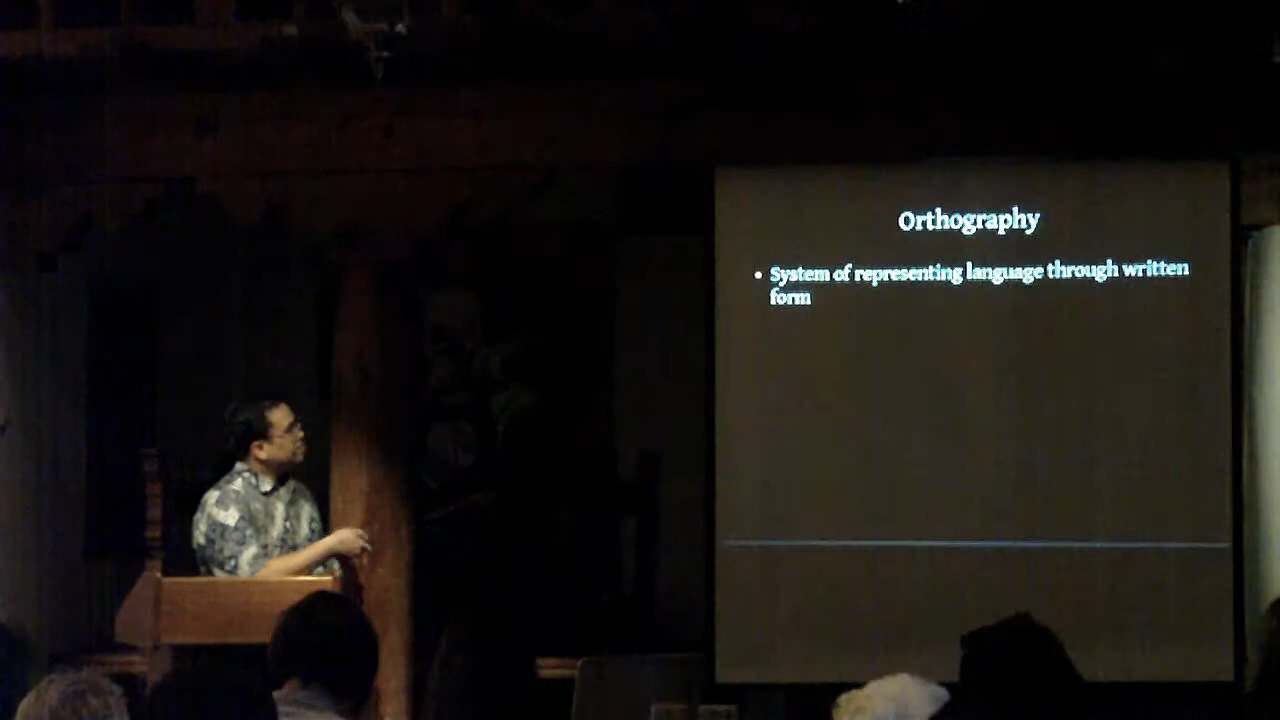 Orthography
• System of representing language through written
form